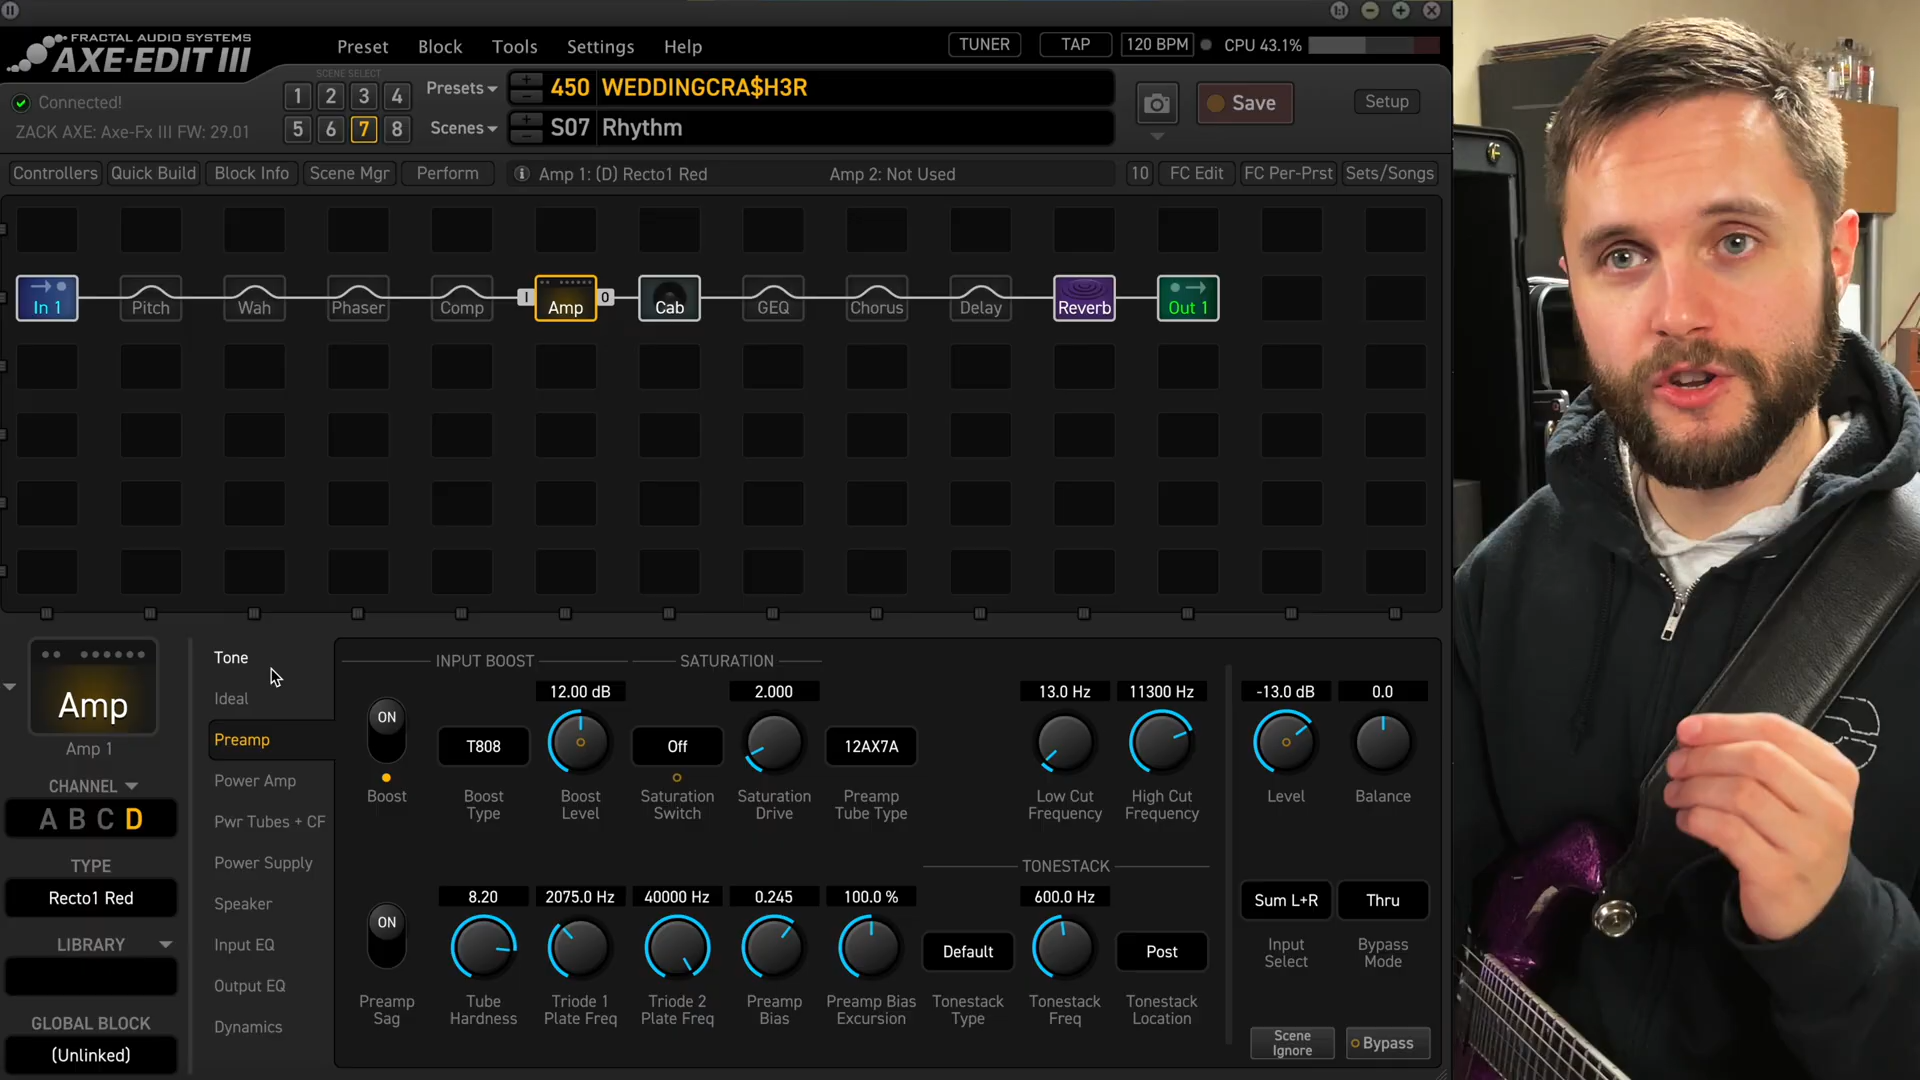 FRACTAL AUDIO SYSTEMS
AXE-EDIT III
Preset Block Tools Settings Help
TUNER TAP 120 BPM CPU 43.1%
1:1
SCENE SELECT
1 2 3 4
5 6 7 8
Presets 450 WEDDINGCRA$H3R
Scenes S07 Rhythm
Save Setup
Connected!
ZACK AXE: Axe-Fx III FW: 29.01
Controllers Quick Build Block Info Scene Mgr Perform
Amp 1: (D) Recto1 Red Amp 2: Not Used
10 FC Edit FC Per-Prst Sets/Songs
In 1 Pitch Wah Phaser Comp I Amp O Cab GEQ Chorus Delay Reverb Out 1
Amp
Amp 1
CHANNEL
A B C D
TYPE
Recto1 Red
LIBRARY
GLOBAL BLOCK
(Unlinked)
Tone
Ideal
Preamp
Power Amp
Pwr Tubes + CF
Power Supply
Speaker
Input EQ
Output EQ
Dynamics
INPUT BOOST SATURATION
12.00 dB 2.000 13.0 Hz 11300 Hz -13.0 dB 0.0
ON T808 Off 12AX7A
Boost
Boost Type
Boost Level
Saturation Switch
Saturation Drive
Preamp Tube Type
Low Cut Frequency
High Cut Frequency
Level
Balance
TONESTACK
8.20 2075.0 Hz 40000 Hz 0.245 100.0 % 600.0 Hz
ON Default Post Sum L+R Thru
Preamp Sag
Tube Hardness
Triode 1 Plate Freq
Triode 2 Plate Freq
Preamp Bias
Preamp Bias Excursion
Tonestack Type
Tonestack Freq
Tonestack Location
Input Select
Bypass Mode
Scene Ignore
Bypass